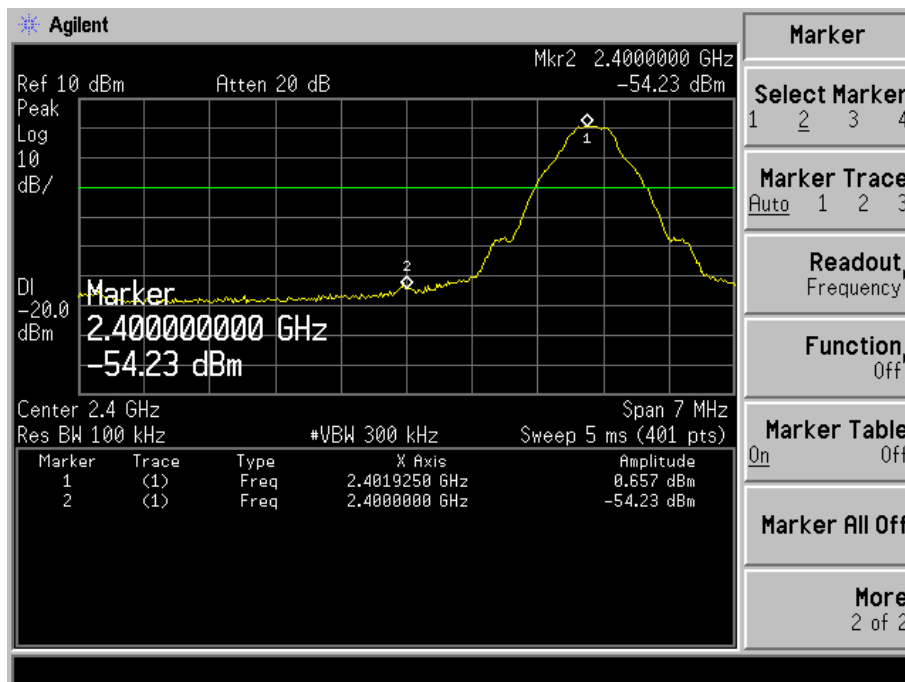 Agilent
Marker
Mkr2 2.4000000 GHz
Ref 10 dBm Atten 20 dB -54.23 dBm
Peak
Log
10
dB/
1
2
DI
-20.0
dBm
Marker
2.400000000 GHz
-54.23 dBm
Center 2.4 GHz Span 7 MHz
Res BW 100 kHz #VBW 300 kHz Sweep 5 ms (401 pts)
Marker Trace Type X Axis Amplitude
1 (1) Freq 2.4019250 GHz 0.657 dBm
2 (1) Freq 2.4000000 GHz -54.23 dBm
Select Marker
1 2 3 4
Marker Trace
Auto 1 2 3
Readout
Frequency
Function
Off
Marker Table
On Off
Marker All Off
More
2 of 2